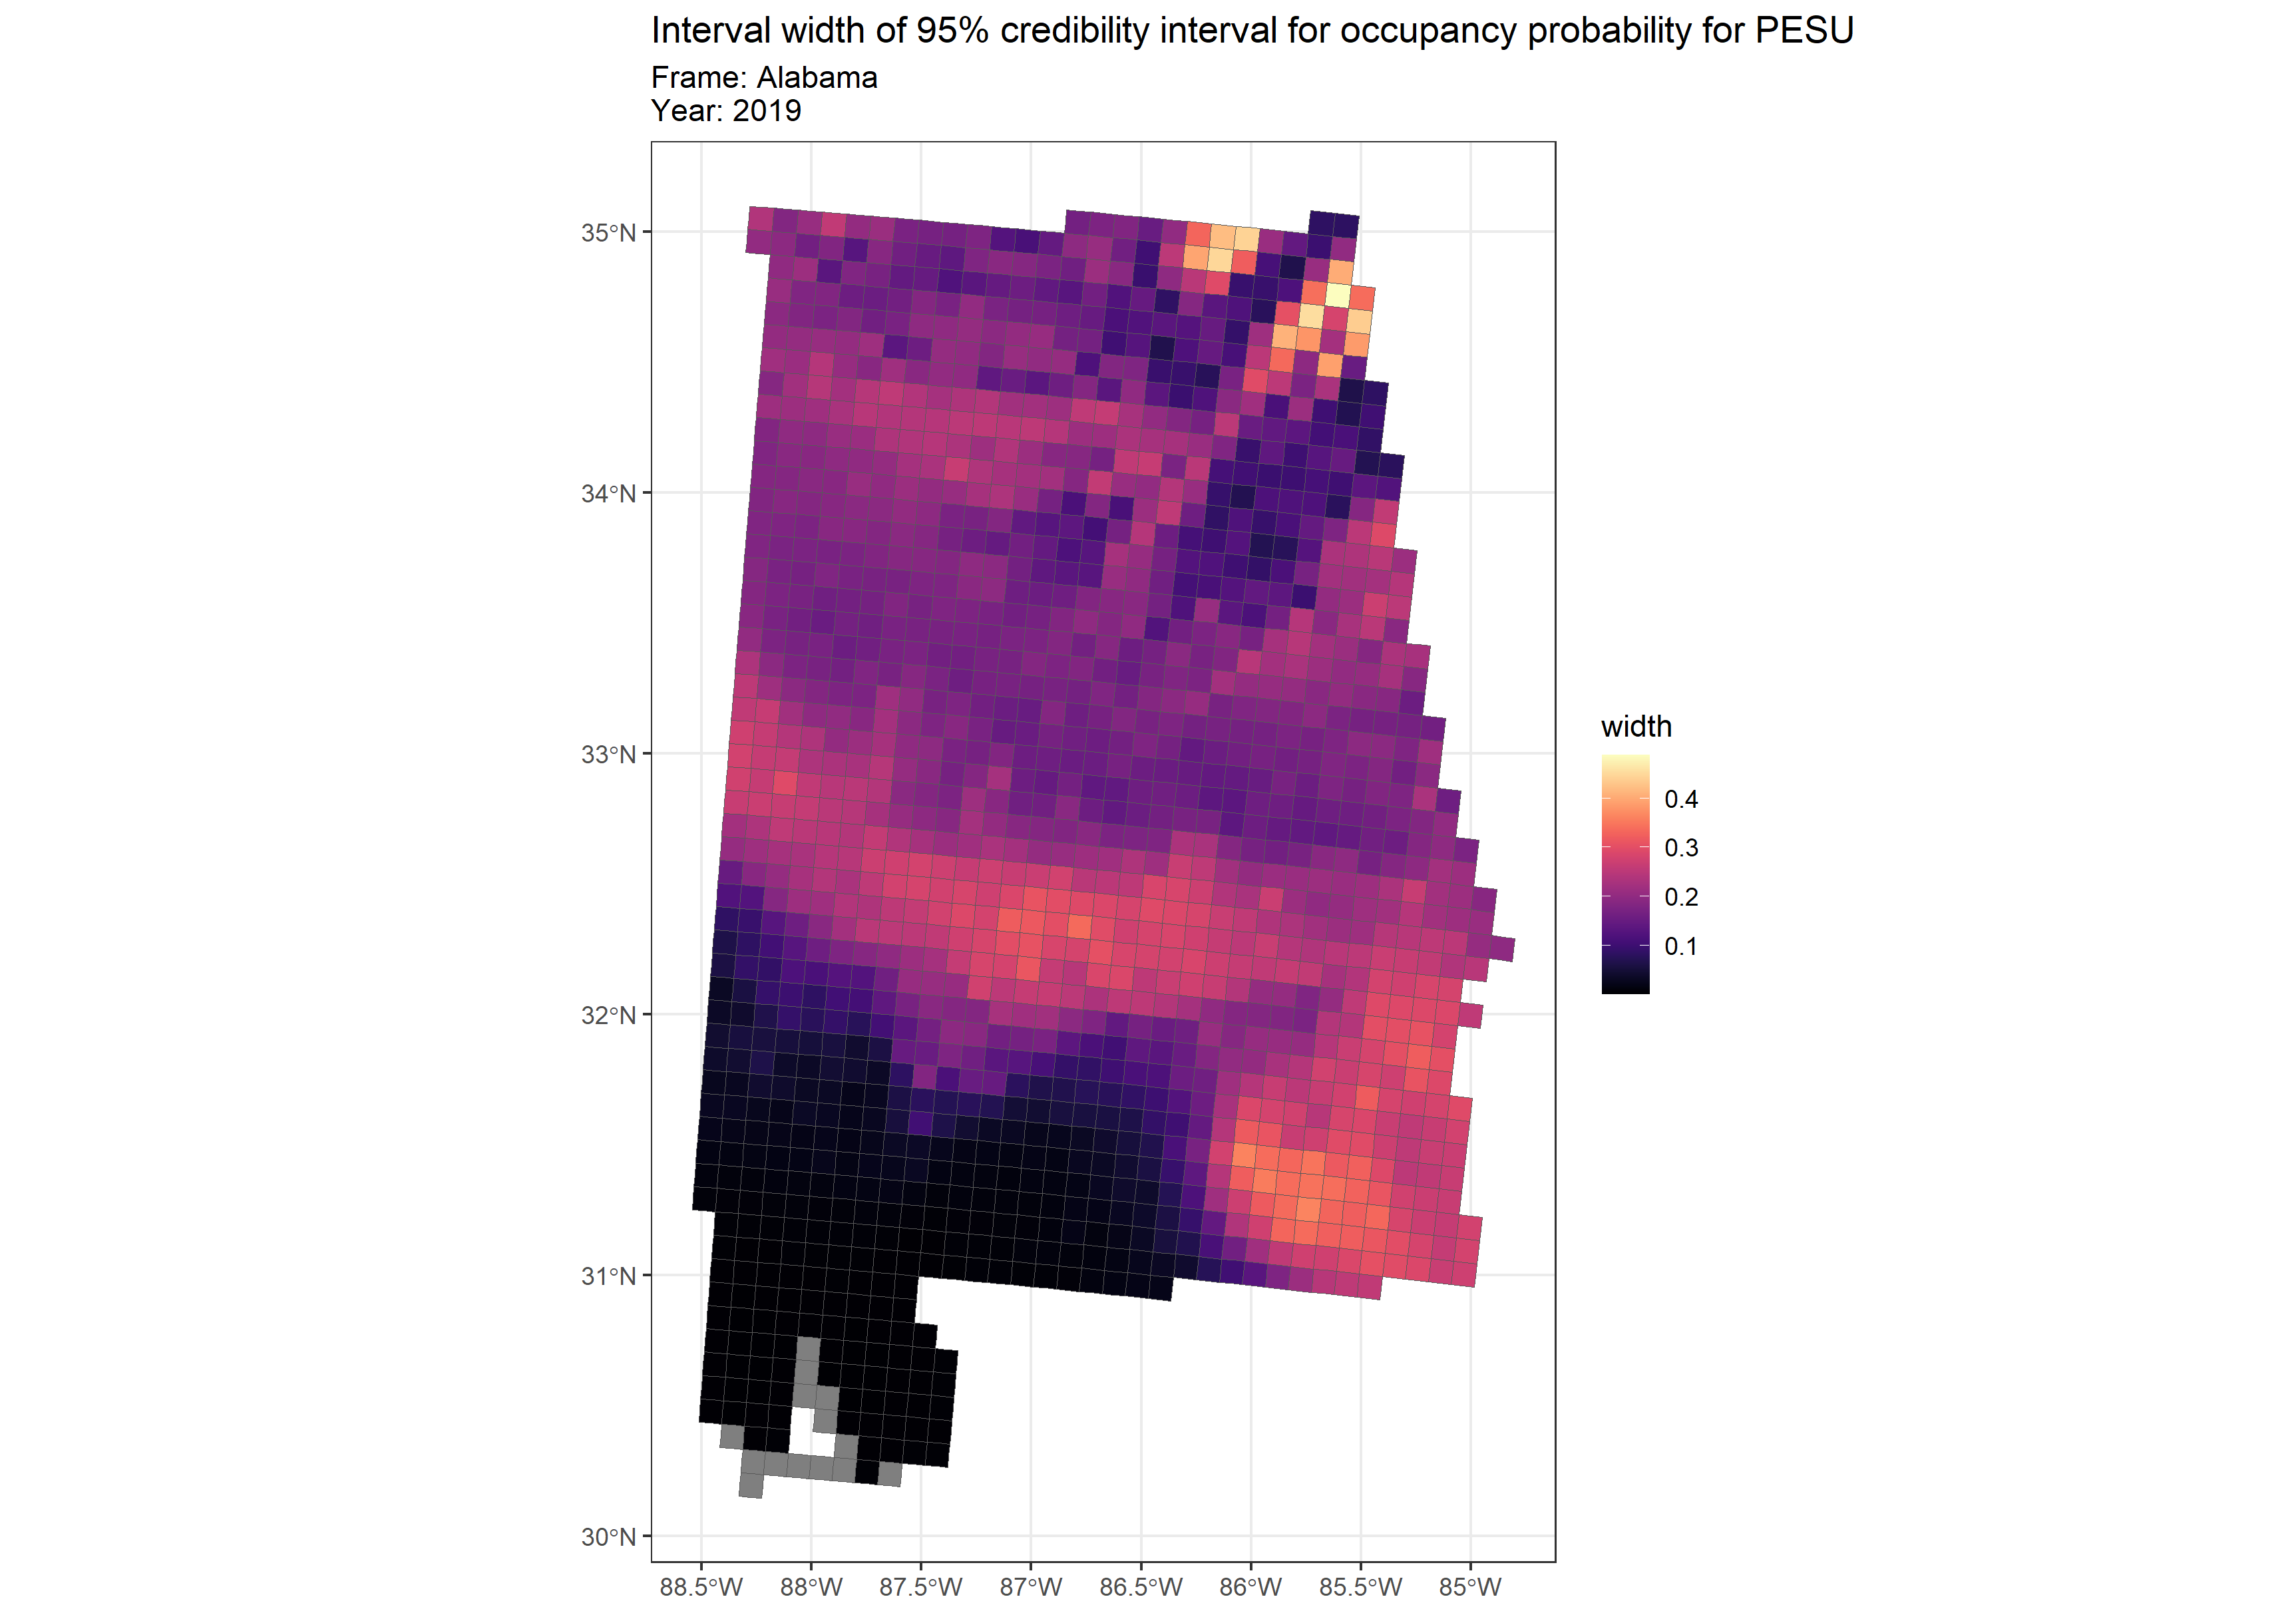 Interval width of 95% credibility interval for occupancy probability for PESU
Frame: Alabama
Year: 2019
35°N
34°N
33°N
32°N
31°N
30°N
88.5°W
88°W
87.5°W
87°W
86.5°W
86°W
85.5°W
85°W
width
0.4
0.3
0.2
0.1